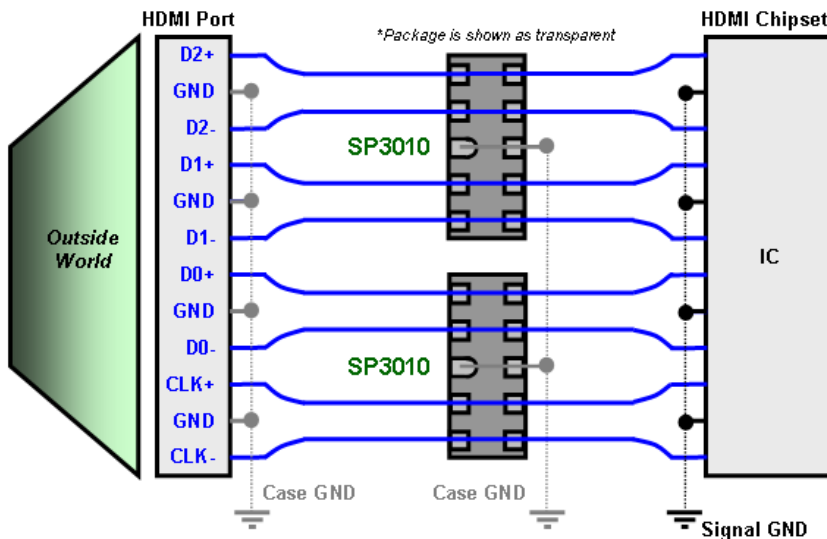 HDMI Port
HDMI Chipset
*Package is shown as transparent
D2+
GND
D2-
SP3010
D1+
GND
D1-
Outside
World
IC
D0+
GND
D0-
SP3010
CLK+
GND
CLK-
Case GND
Case GND
Signal GND